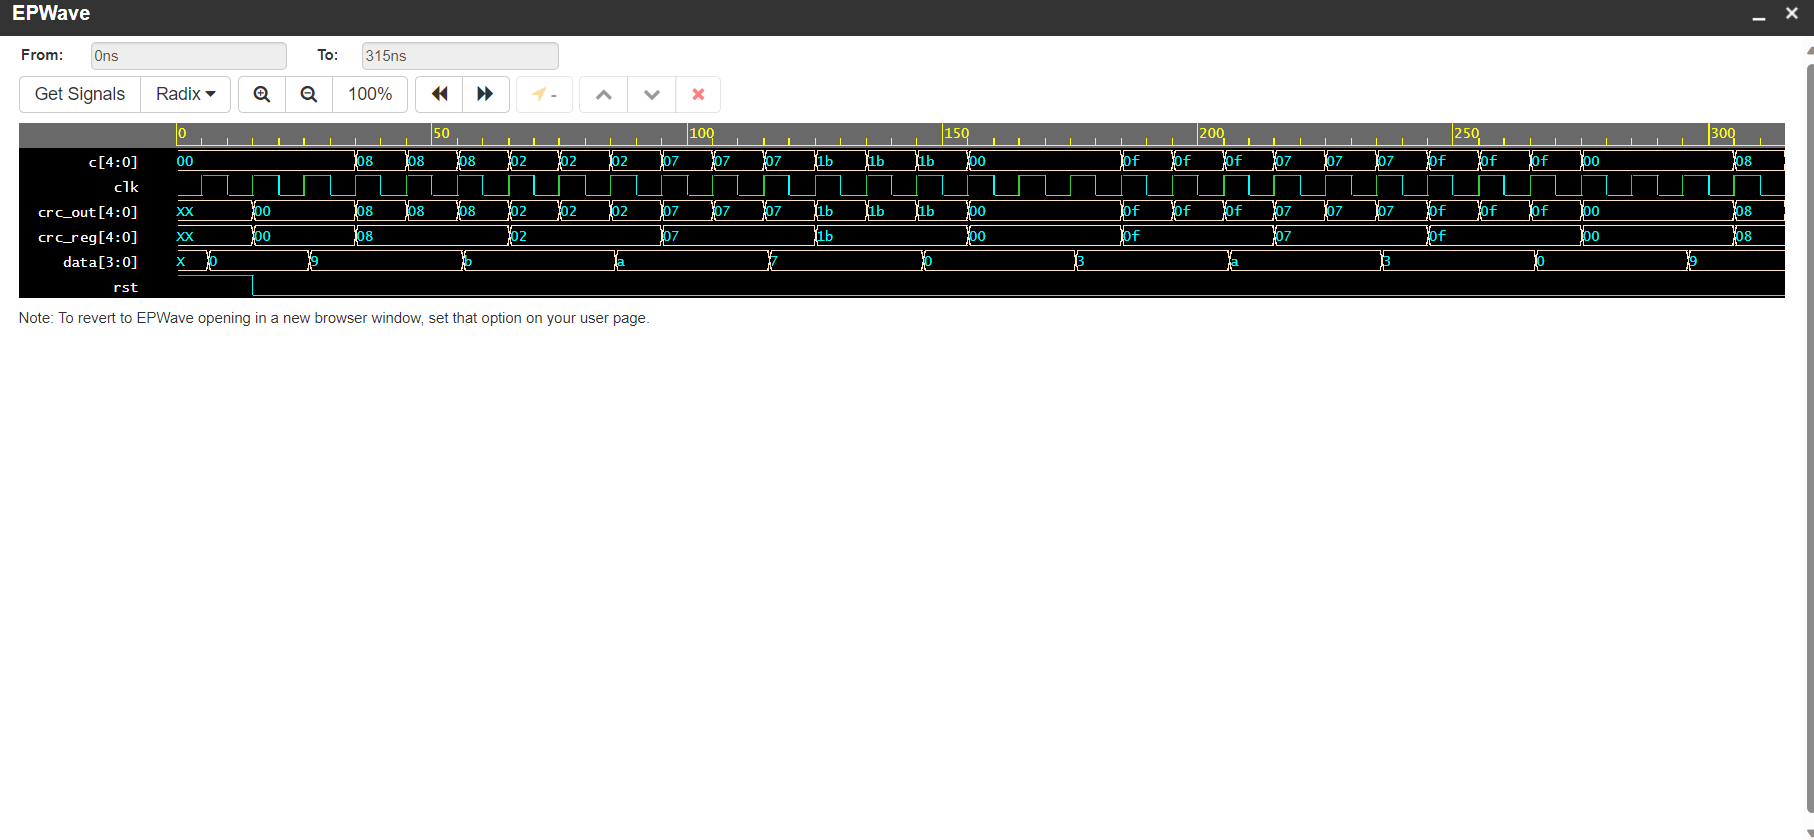 EPWave
From: 0ns To: 315ns
Get Signals Radix 100% -
0 50 100 150 200 250 300
c[4:0] 00 08 08 08 02 02 02 07 07 07 1b 1b 1b 00 0f 0f 0f 07 07 07 0f 0f 0f 00 08
clk
crc_out[4:0] XX 00 08 08 08 02 02 02 07 07 07 1b 1b 1b 00 0f 0f 0f 07 07 07 0f 0f 0f 00 08
crc_reg[4:0] XX 00 08 02 07 1b 00 0f 07 0f 00 08
data[3:0] X 0 9 b a 7 0 3 a 3 0 9
rst
Note: To revert to EPWave opening in a new browser window, set that option on your user page.